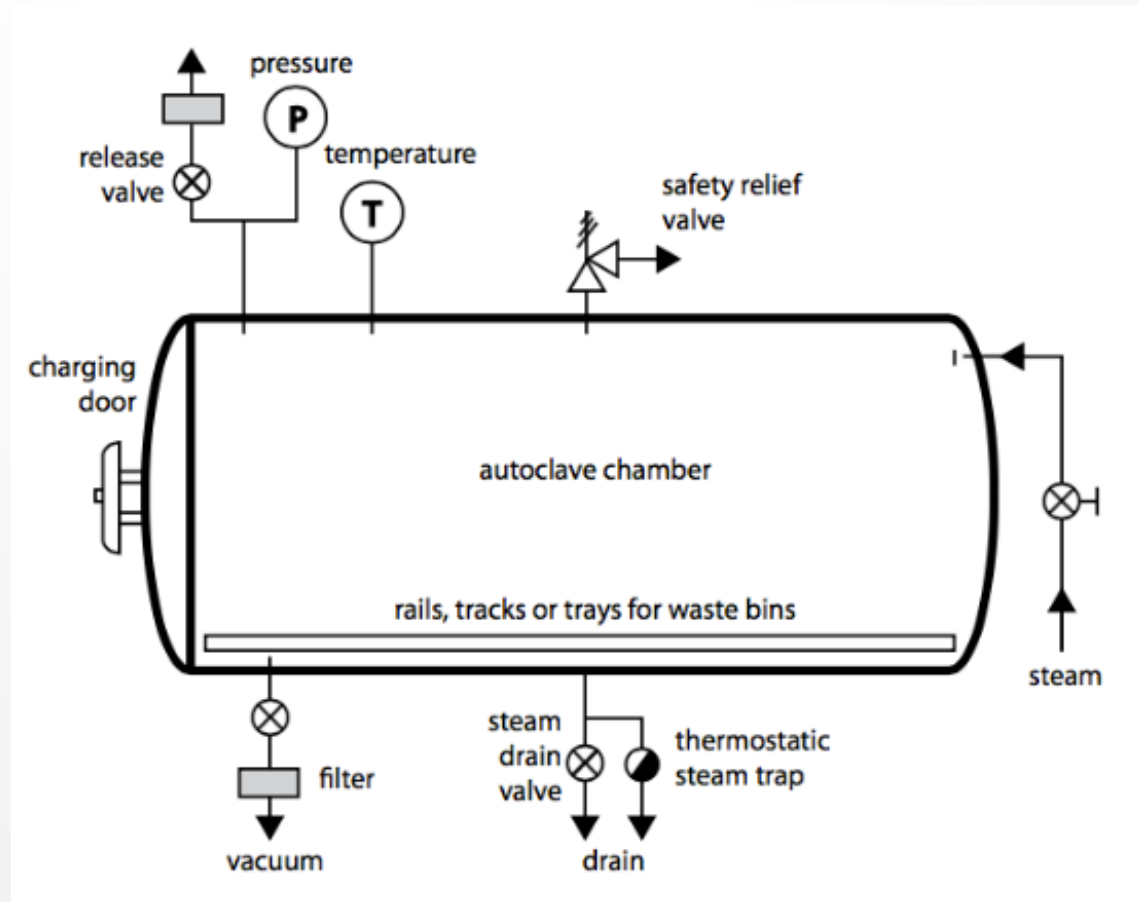 pressure
P
release
valve
temperature
T
safety relief
valve
charging
door
autoclave chamber
rails, tracks or trays for waste bins
steam
steam
drain
valve
thermostatic
steam trap
filter
vacuum
drain